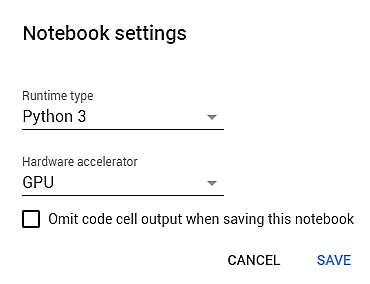 Notebook settings
Runtime type
Python 3
Hardware accelerator
GPU
Omit code cell output when saving this notebook
CANCEL SAVE